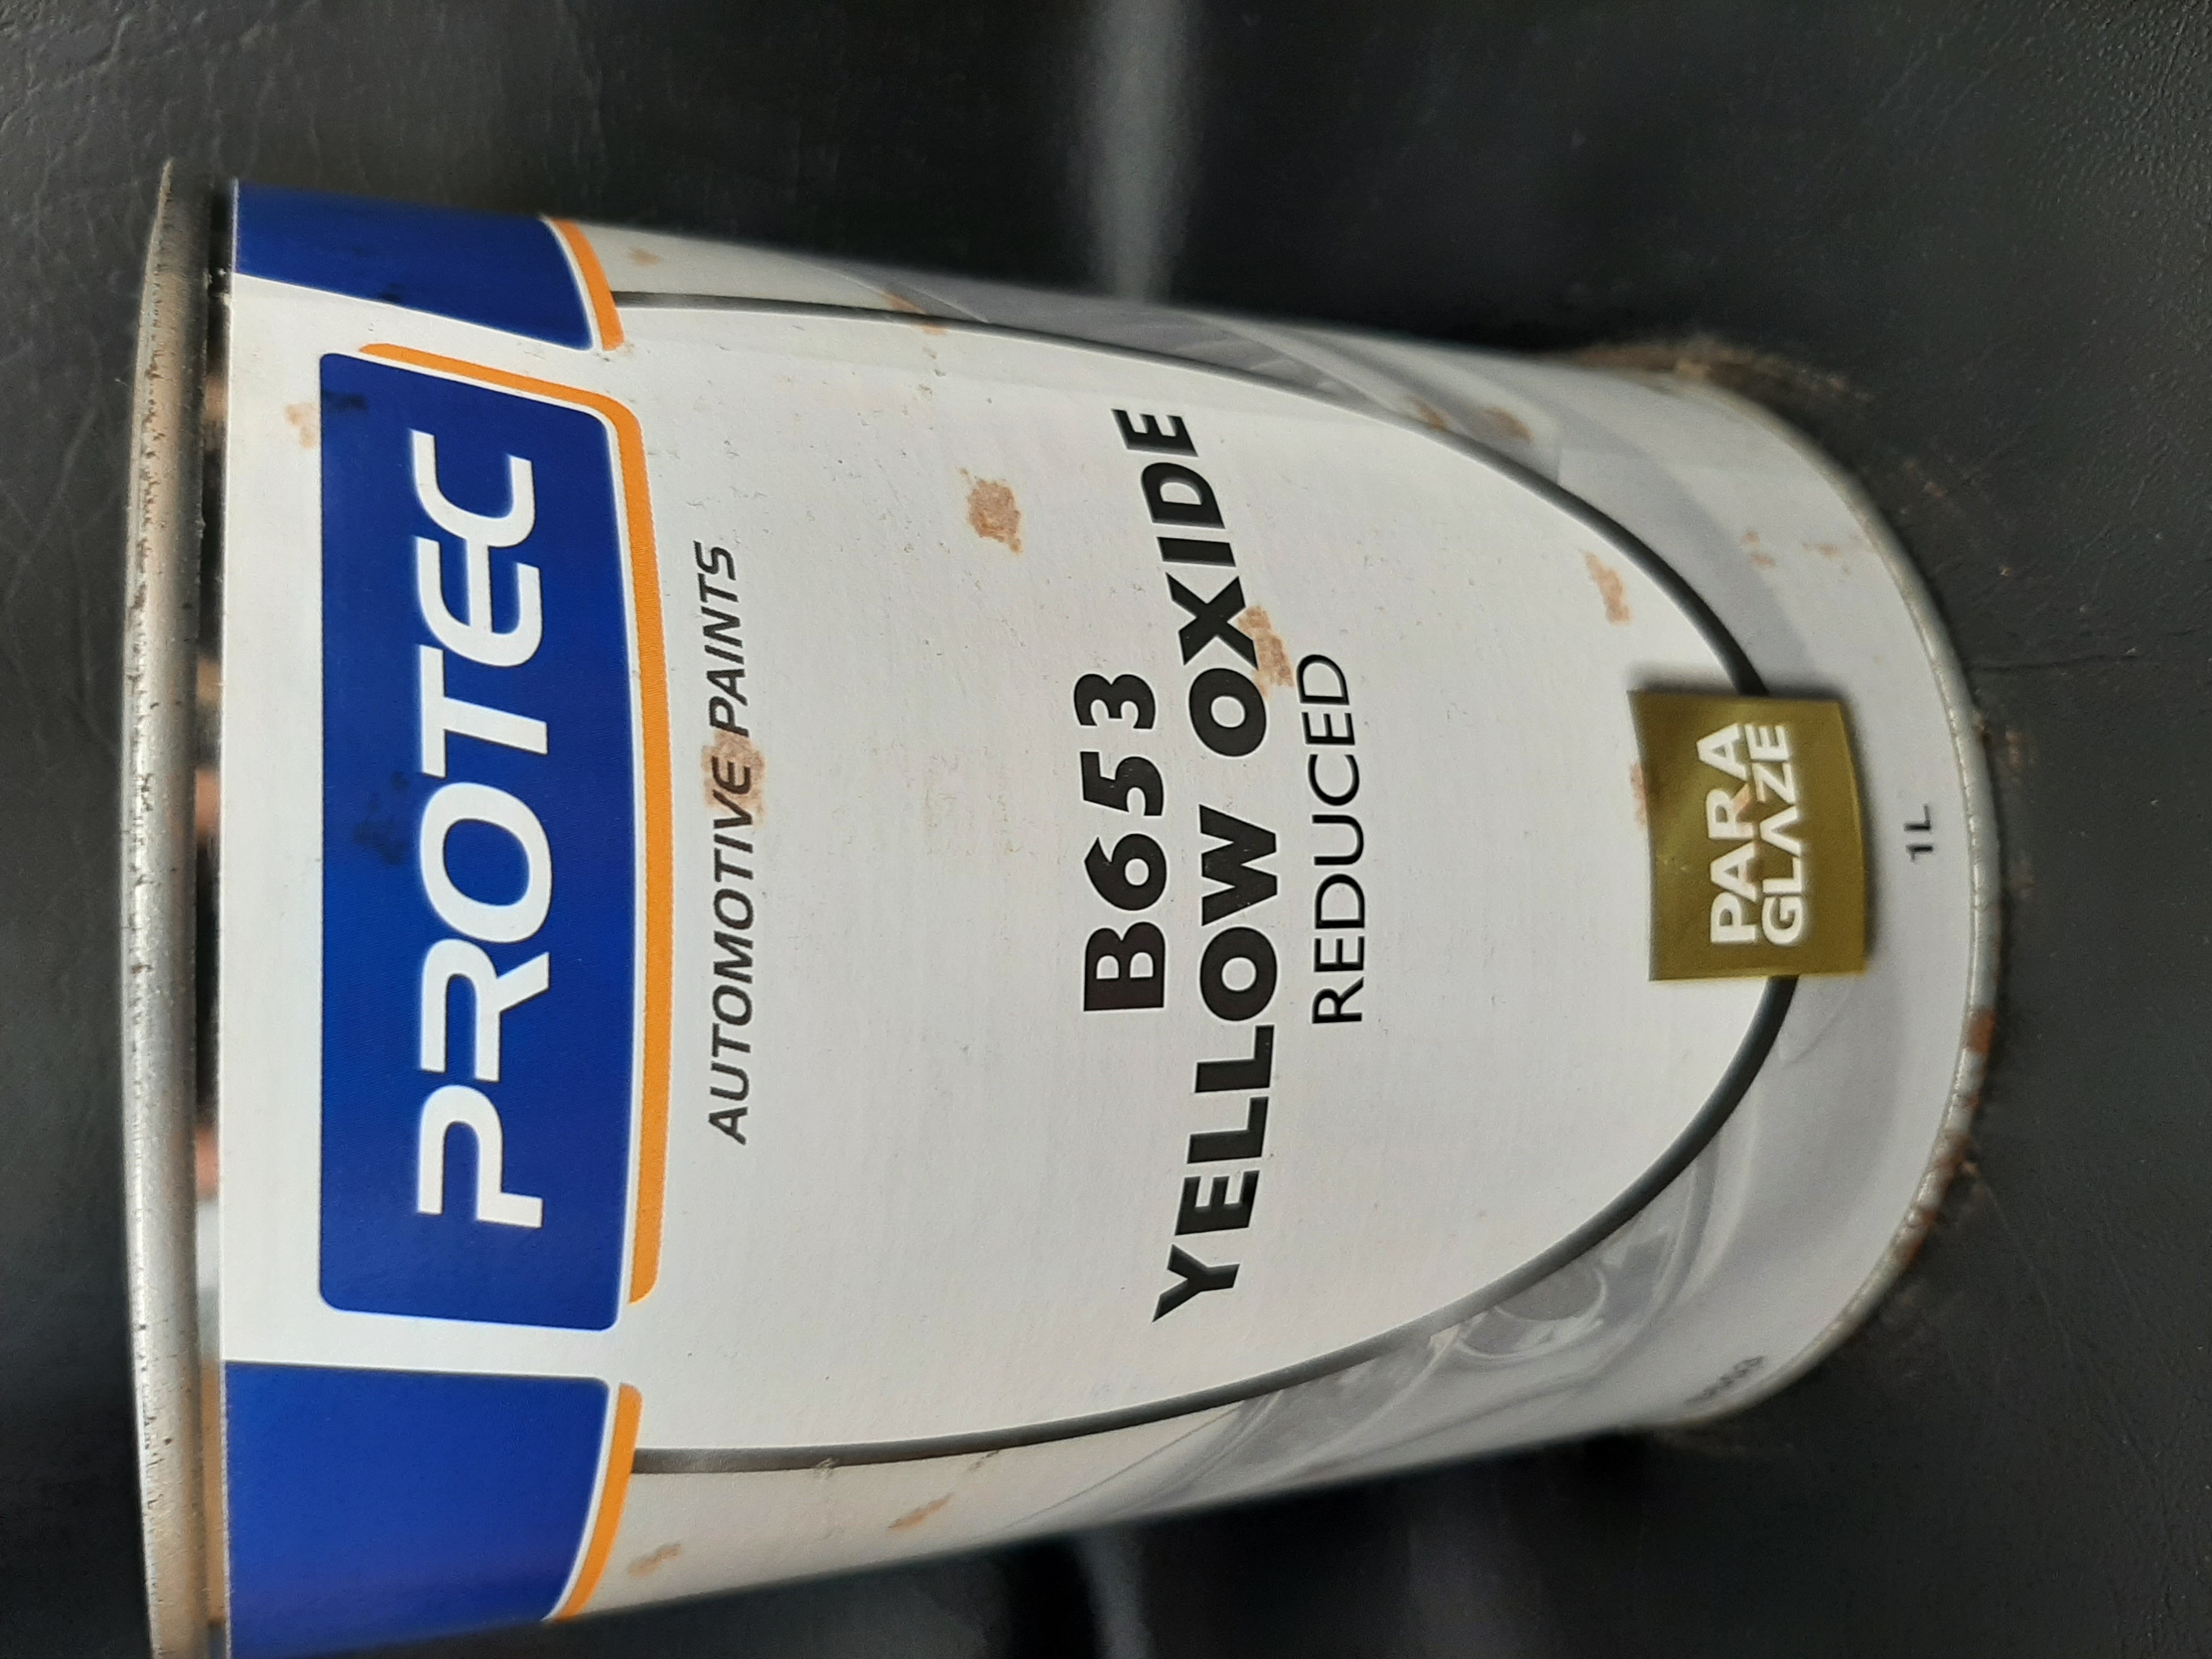 PROTEC
AUTOMOTIVE PAINTS
B653
YELLOW OXIDE
REDUCED
PARA
GLAZE
1L